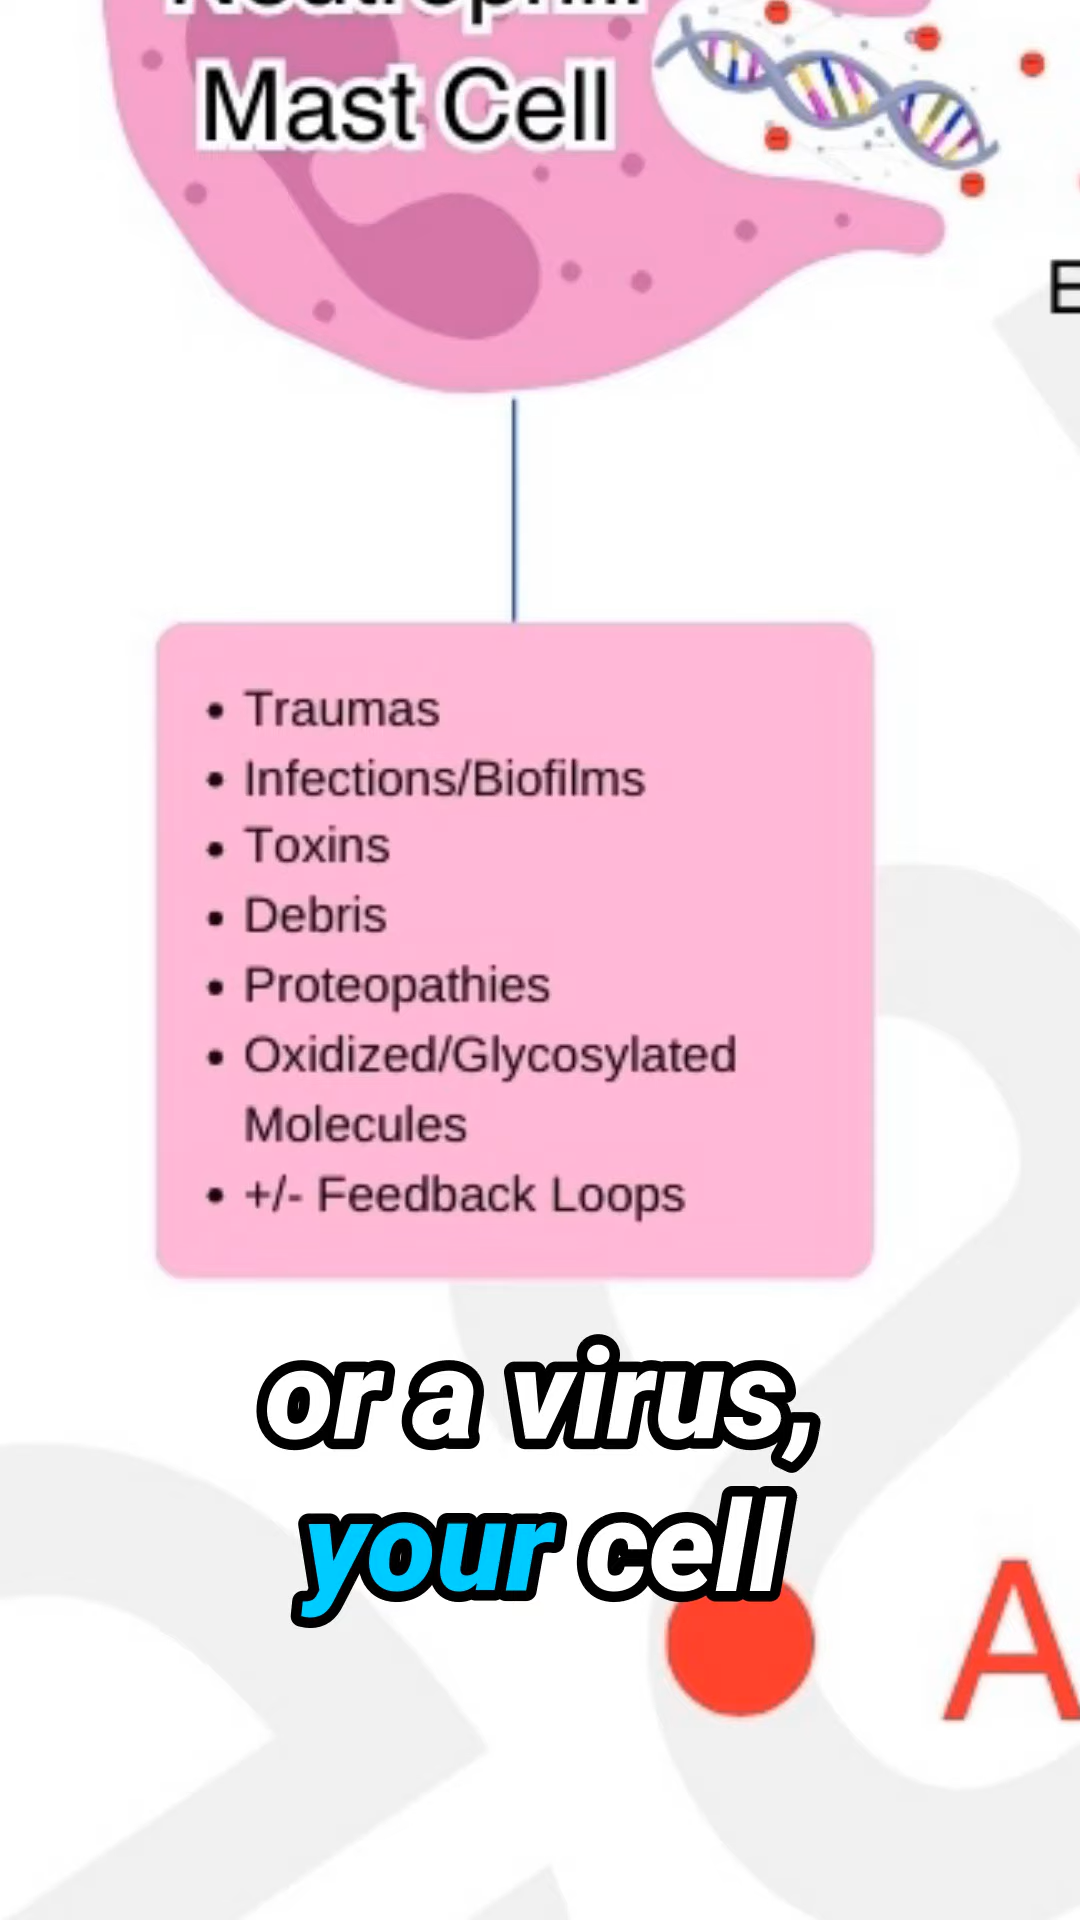 Mast Cell
• Traumas
• Infections/Biofilms
• Toxins
• Debris
• Proteopathies
• Oxidized/Glycosylated
Molecules
• +/- Feedback Loops
or a virus,
your cell
A